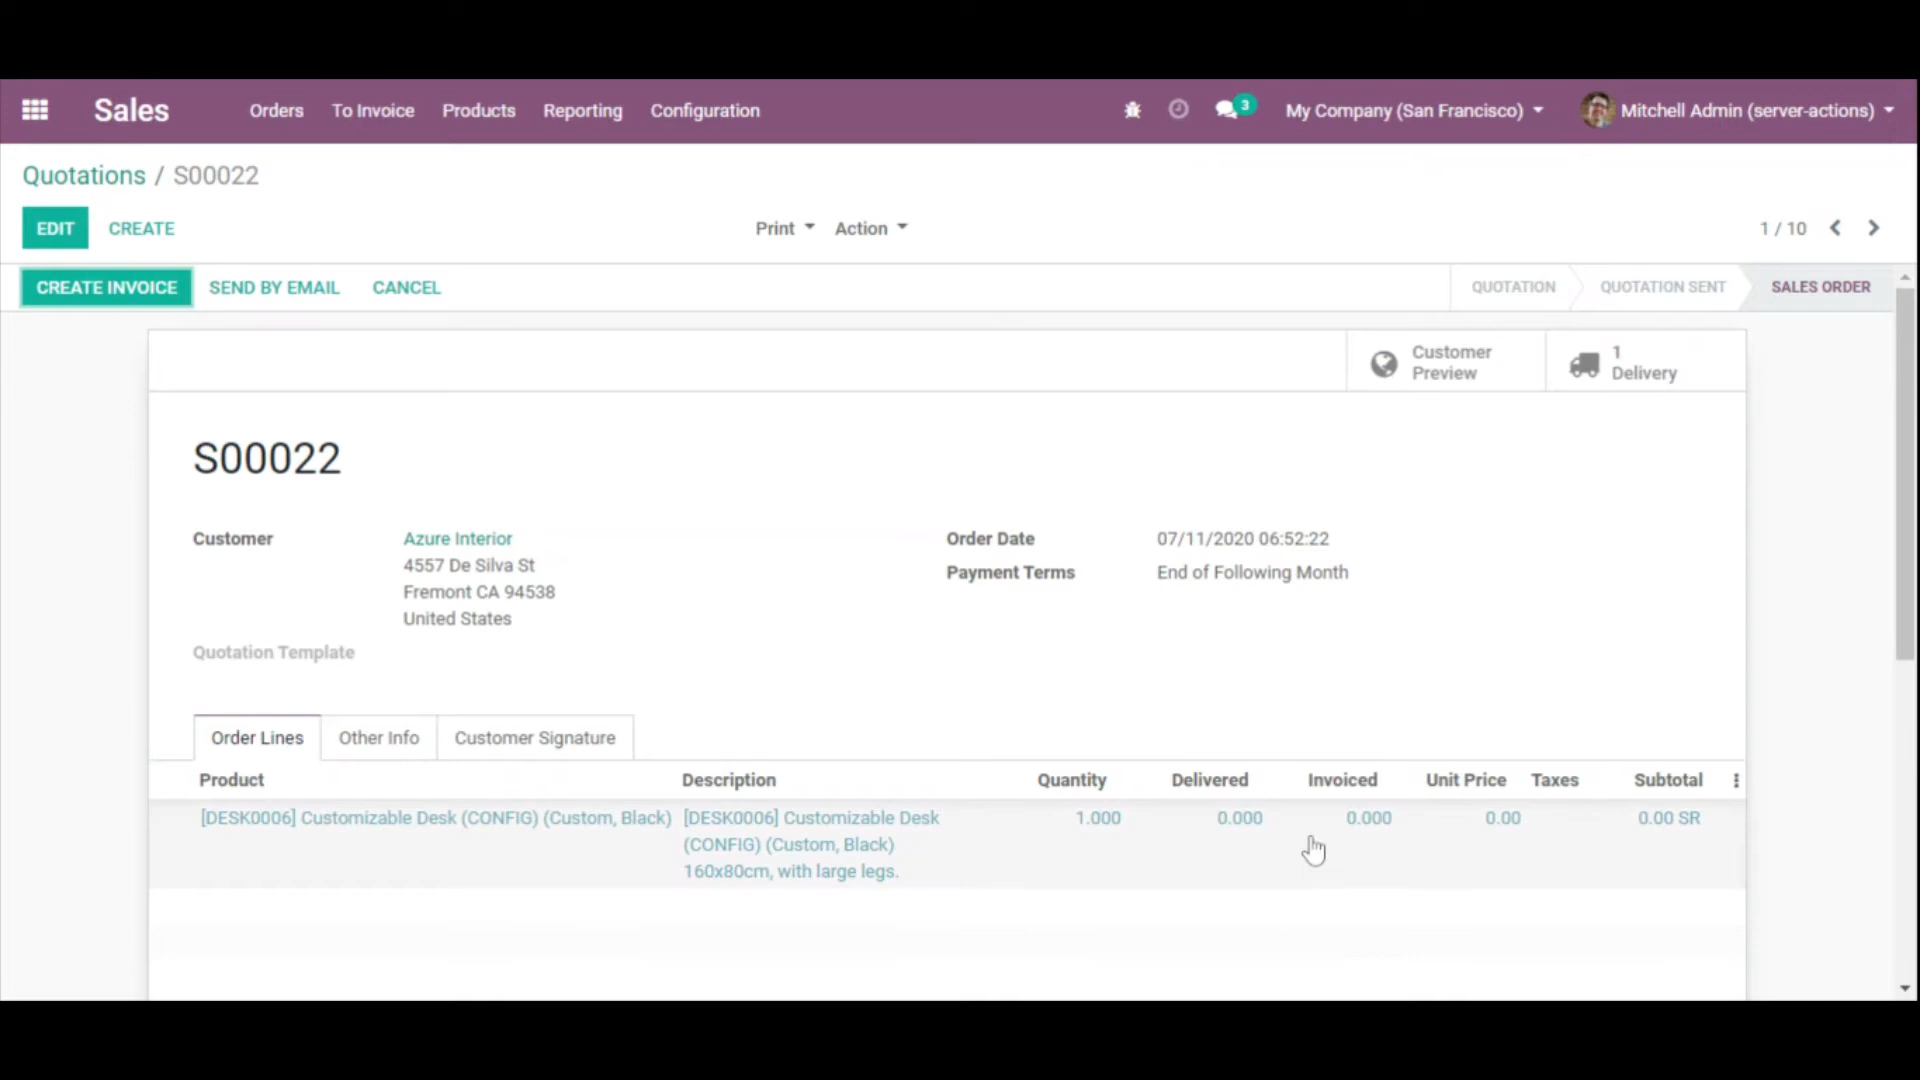 Sales Orders To Invoice Products Reporting Configuration 3 My Company (San Francisco) Mitchell Admin (server-actions)
Quotations / S00022
EDIT CREATE Print Action 1 / 10
CREATE INVOICE SEND BY EMAIL CANCEL QUOTATION QUOTATION SENT SALES ORDER
Customer Preview
1 Delivery
S00022
Customer Azure Interior Order Date 07/11/2020 06:52:22
4557 De Silva St Payment Terms End of Following Month
Fremont CA 94538
United States
Quotation Template
Order Lines Other Info Customer Signature
Product Description Quantity Delivered Invoiced Unit Price Taxes Subtotal
[DESK0006] Customizable Desk (CONFIG) (Custom, Black) [DESK0006] Customizable Desk 1.000 0.000 0.000 0.00 0.00 SR
(CONFIG) (Custom, Black)
160x80cm, with large legs.